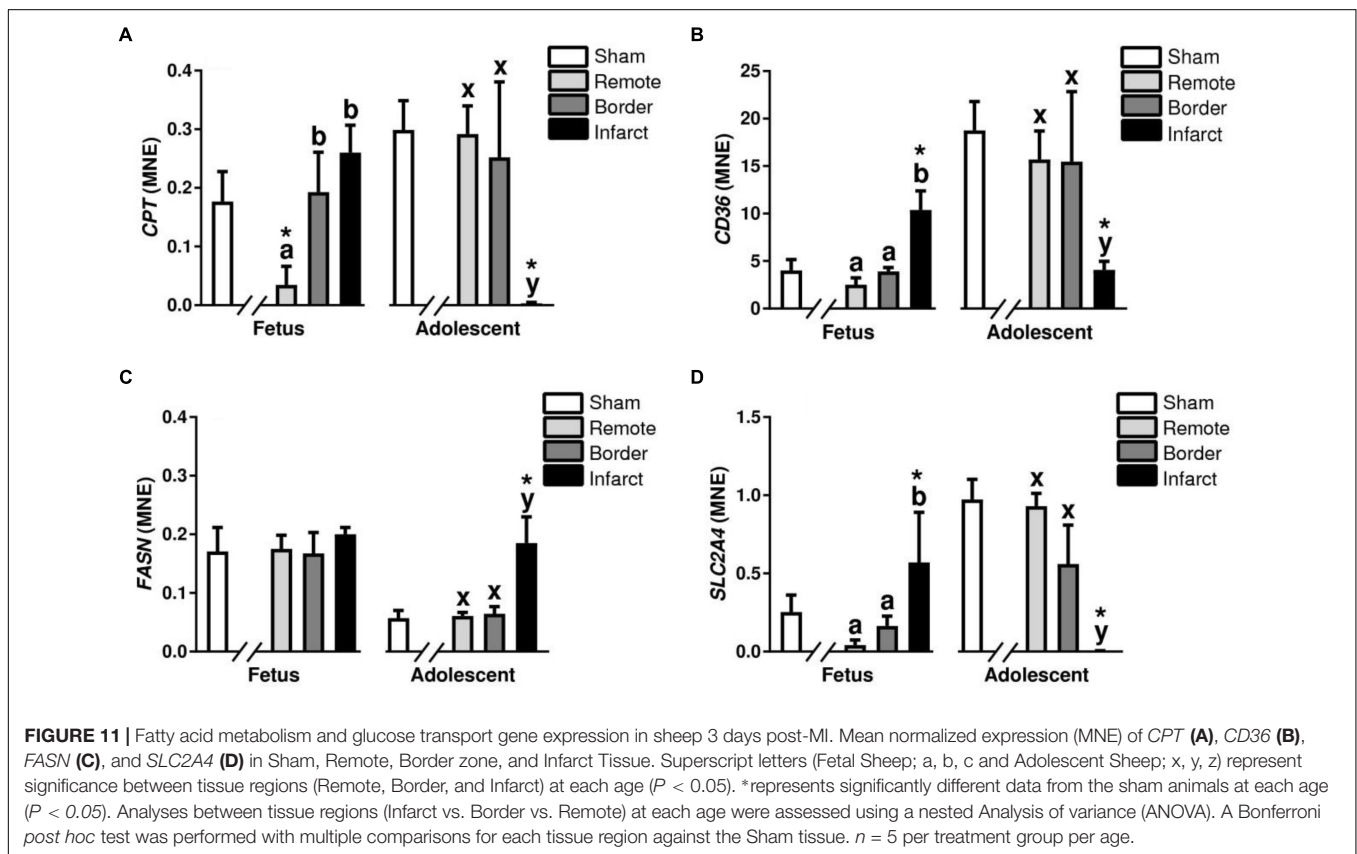 A
Sham
Remote
Border
Infarct
CPT (MNE)
0.4
0.3
0.2
0.1
0.0
*
a
b
b
x
x
*
y
Fetus
Adolescent
B
Sham
Remote
Border
Infarct
CD36 (MNE)
25
20
15
10
5
0
a
a
*
b
x
x
*
y
Fetus
Adolescent
C
Sham
Remote
Border
Infarct
FASN (MNE)
0.4
0.3
0.2
0.1
0.0
x
x
*
y
Fetus
Adolescent
D
Sham
Remote
Border
Infarct
SLC2A4 (MNE)
1.5
1.0
0.5
0.0
a
a
*
b
x
x
*
y
Fetus
Adolescent
FIGURE 11 | Fatty acid metabolism and glucose transport gene expression in sheep 3 days post-MI. Mean normalized expression (MNE) of CPT (A), CD36 (B),
FASN (C), and SLC2A4 (D) in Sham, Remote, Border zone, and Infarct Tissue. Superscript letters (Fetal Sheep; a, b, c and Adolescent Sheep; x, y, z) represent
significance between tissue regions (Remote, Border, and Infarct) at each age (P < 0.05). *represents significantly different data from the sham animals at each age
(P < 0.05). Analyses between tissue regions (Infarct vs. Border vs. Remote) at each age were assessed using a nested Analysis of variance (ANOVA). A Bonferroni
post hoc test was performed with multiple comparisons for each tissue region against the Sham tissue. n = 5 per treatment group per age.